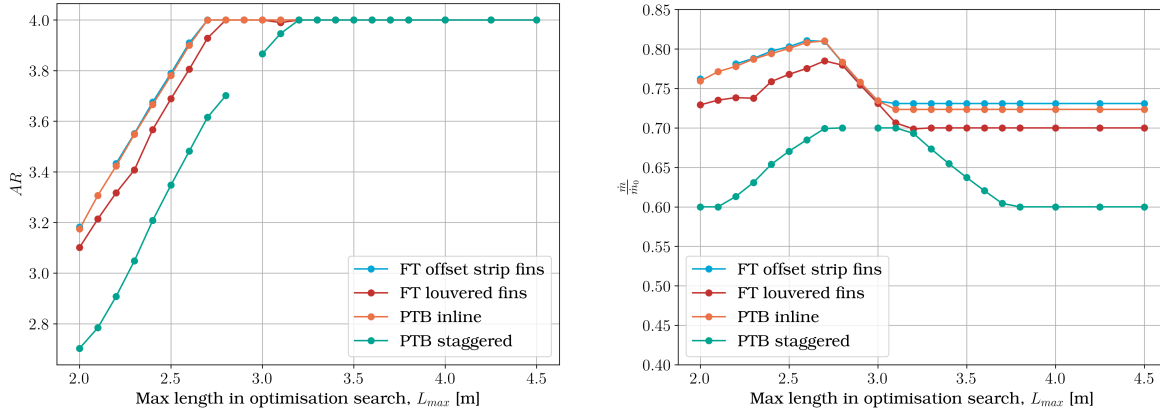 4.0
3.8
3.6
3.4
3.2
3.0
2.8
AR
2.0
2.5
3.0
3.5
4.0
4.5
Max length in optimisation search, L_max [m]
FT offset strip fins
FT louvered fins
PTB inline
PTB staggered
0.85
0.80
0.75
0.70
0.65
0.60
0.55
0.50
0.45
0.40
ṁ/ṁ₀
2.0
2.5
3.0
3.5
4.0
4.5
Max length in optimisation search, L_max [m]
FT offset strip fins
FT louvered fins
PTB inline
PTB staggered